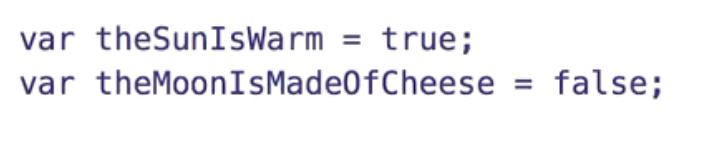 var theSunIsWarm = true;
var theMoonIsMadeOfCheese = false;